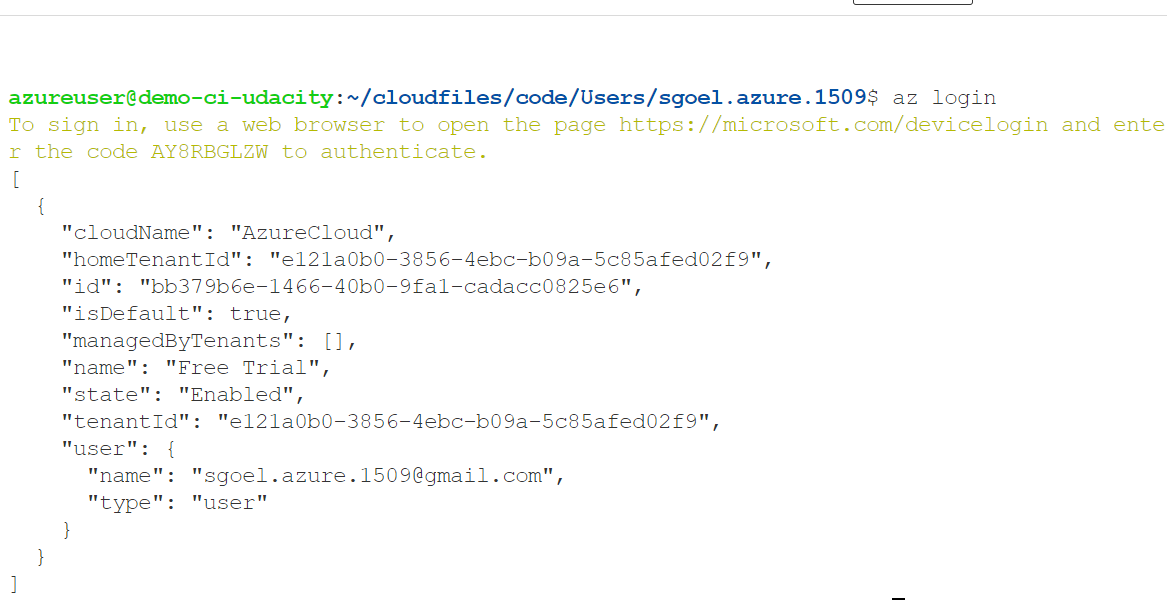 azureuser@demo-ci-udacity:~/cloudfiles/code/Users/sgoel.azure.1509$ az login
To sign in, use a web browser to open the page https://microsoft.com/devicelogin and ente
r the code AY8RBGLZW to authenticate.
[
  {
    "cloudName": "AzureCloud",
    "homeTenantId": "e121a0b0-3856-4ebc-b09a-5c85afed02f9",
    "id": "bb379b6e-1466-40b0-9fa1-cadacc0825e6",
    "isDefault": true,
    "managedByTenants": [],
    "name": "Free Trial",
    "state": "Enabled",
    "tenantId": "e121a0b0-3856-4ebc-b09a-5c85afed02f9",
    "user": {
      "name": "sgoel.azure.1509@gmail.com",
      "type": "user"
    }
  }
]